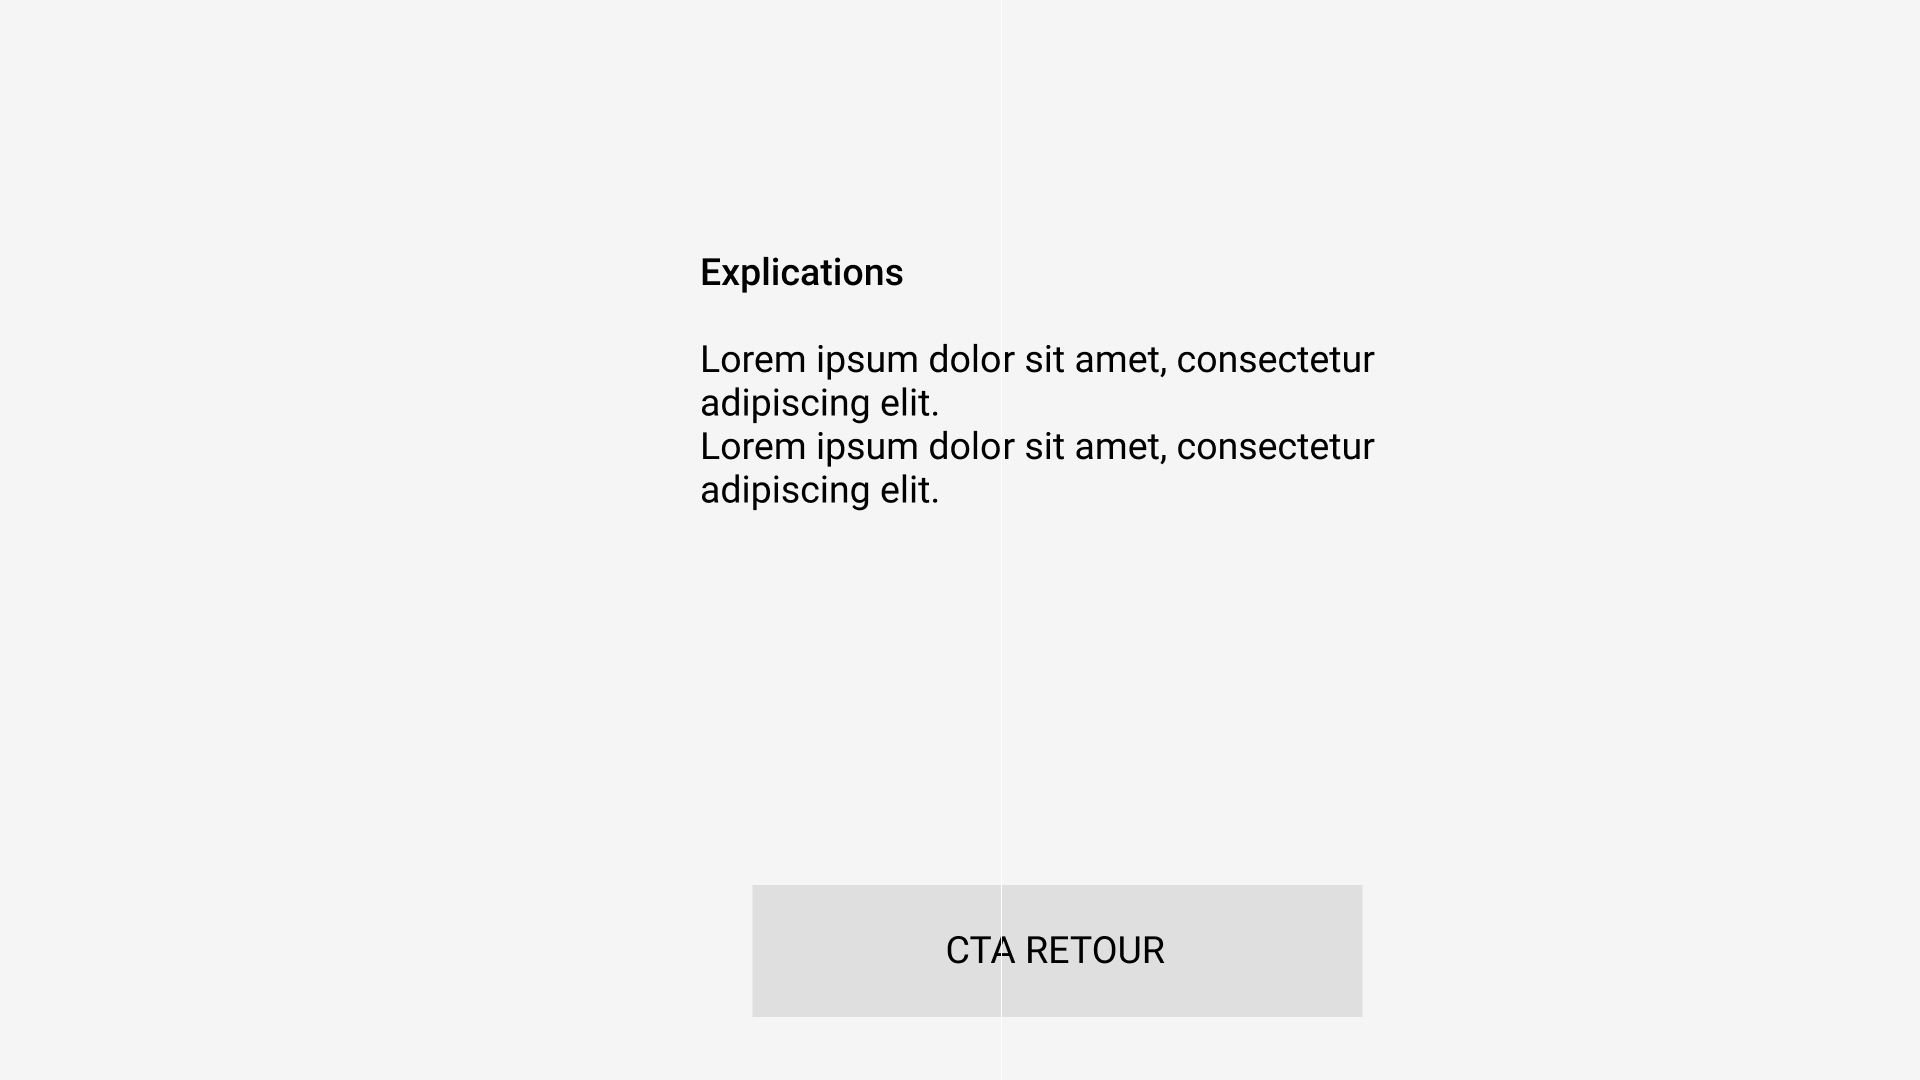 Explications
Lorem ipsum dolor sit amet, consectetur
adipiscing elit.
Lorem ipsum dolor sit amet, consectetur
adipiscing elit.
CTA RETOUR